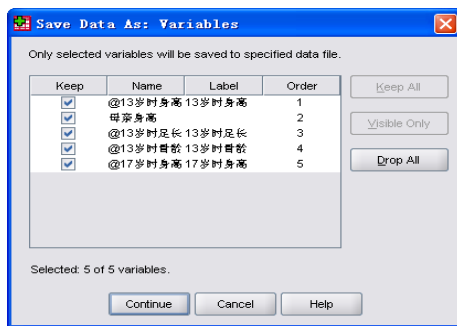 Save Data As: Variables
Only selected variables will be saved to specified data file.
Keep Name Label Order
@13岁时身高 13岁时身高 1
母亲身高 2
@13岁时足长 13岁时足长 3
@13岁时骨龄 13岁时骨龄 4
@17岁时身高 17岁时身高 5
Keep All
Visible Only
Drop All
Selected: 5 of 5 variables.
Continue Cancel Help